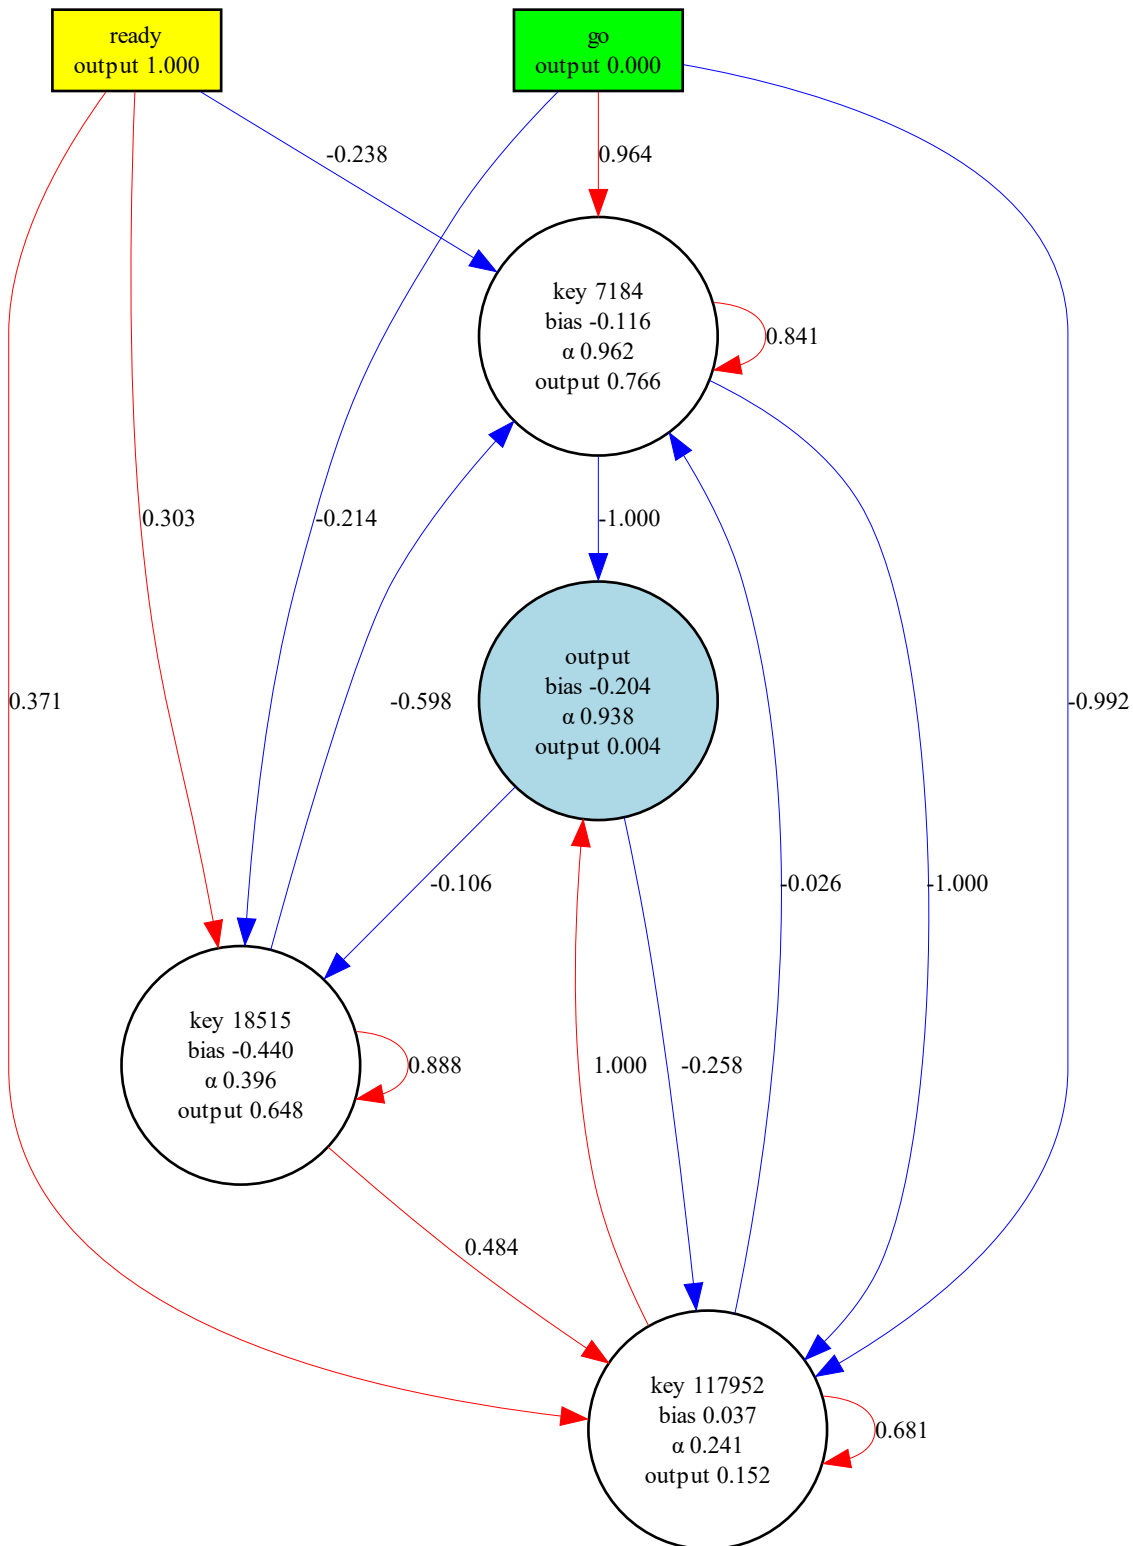 ready
output 1.000
go
output 0.000
-0.238
0.964
key 7184
bias -0.116
α 0.962
output 0.766
0.841
0.303
-0.214
-1.000
output
bias -0.204
α 0.938
output 0.004
0.371
-0.598
-0.992
-0.106
-0.026
-1.000
key 18515
bias -0.440
α 0.396
output 0.648
0.888
1.000
-0.258
0.484
key 117952
bias 0.037
α 0.241
output 0.152
0.681